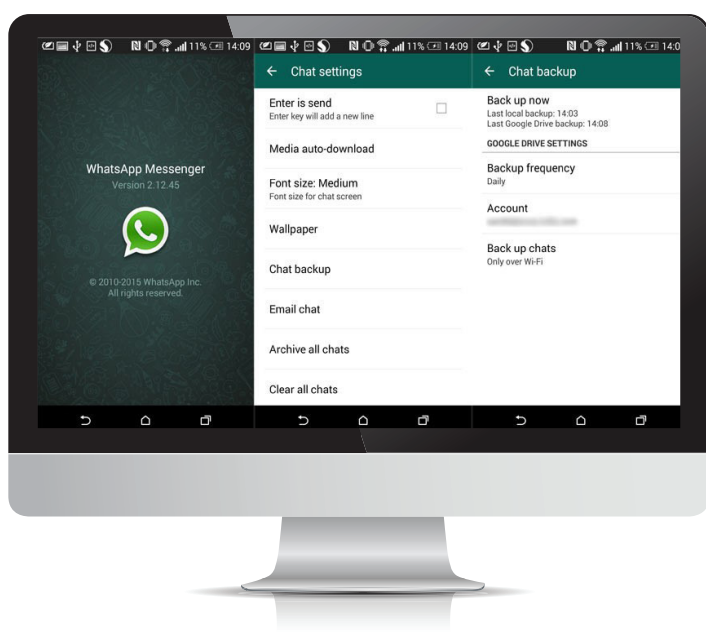 11% 14:09
WhatsApp Messenger
Version 2.12.45
© 2010-2015 WhatsApp Inc.
All rights reserved.
11% 14:09
Chat settings
Enter is send
Enter key will add a new line
Media auto-download
Font size: Medium
Font size for chat screen
Wallpaper
Chat backup
Email chat
Archive all chats
Clear all chats
11% 14:0
Chat backup
Back up now
Last local backup: 14:03
Last Google Drive backup: 14:08
GOOGLE DRIVE SETTINGS
Backup frequency
Daily
Account
Back up chats
Only over Wi-Fi